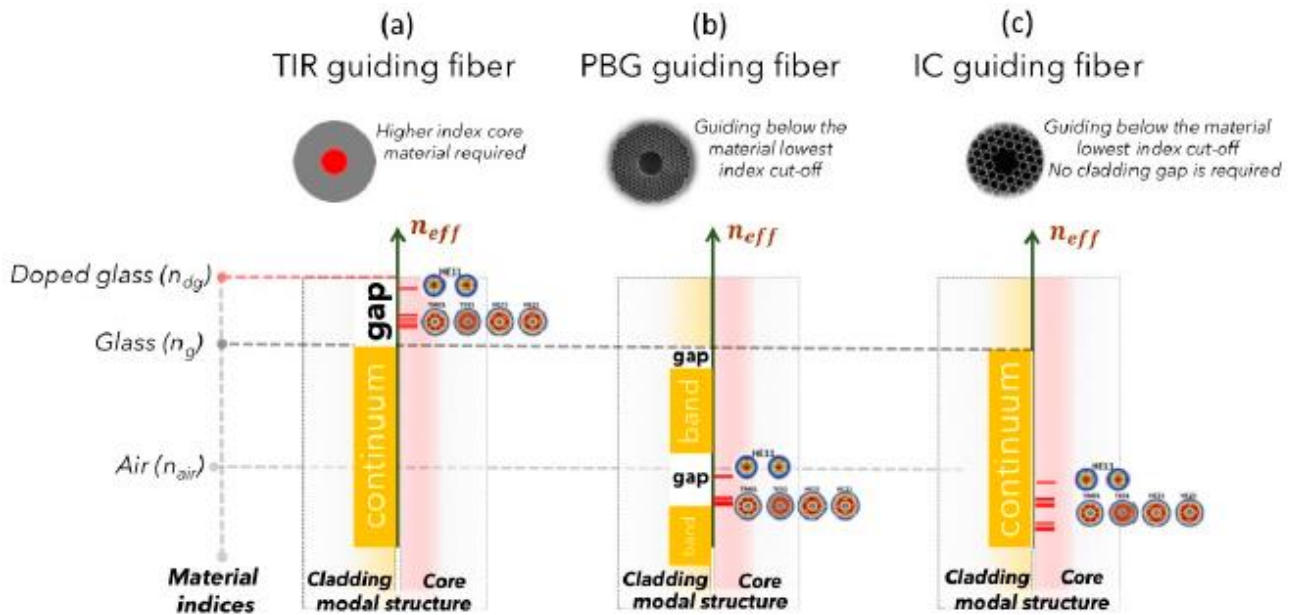 (a)
TIR guiding fiber
Higher index core
material required
(b)
PBG guiding fiber
Guiding below the
material lowest
index cut-off
(c)
IC guiding fiber
Guiding below the material
lowest index cut-off
No cladding gap is required
n_eff
n_eff
n_eff
Doped glass (n_dg)
Glass (n_g)
Air (n_air)
Material
indices
gap
continuum
HE11
Cladding Core
modal structure
gap
band
gap
band
HE11
Cladding Core
modal structure
continuum
HE11
Cladding Core
modal structure